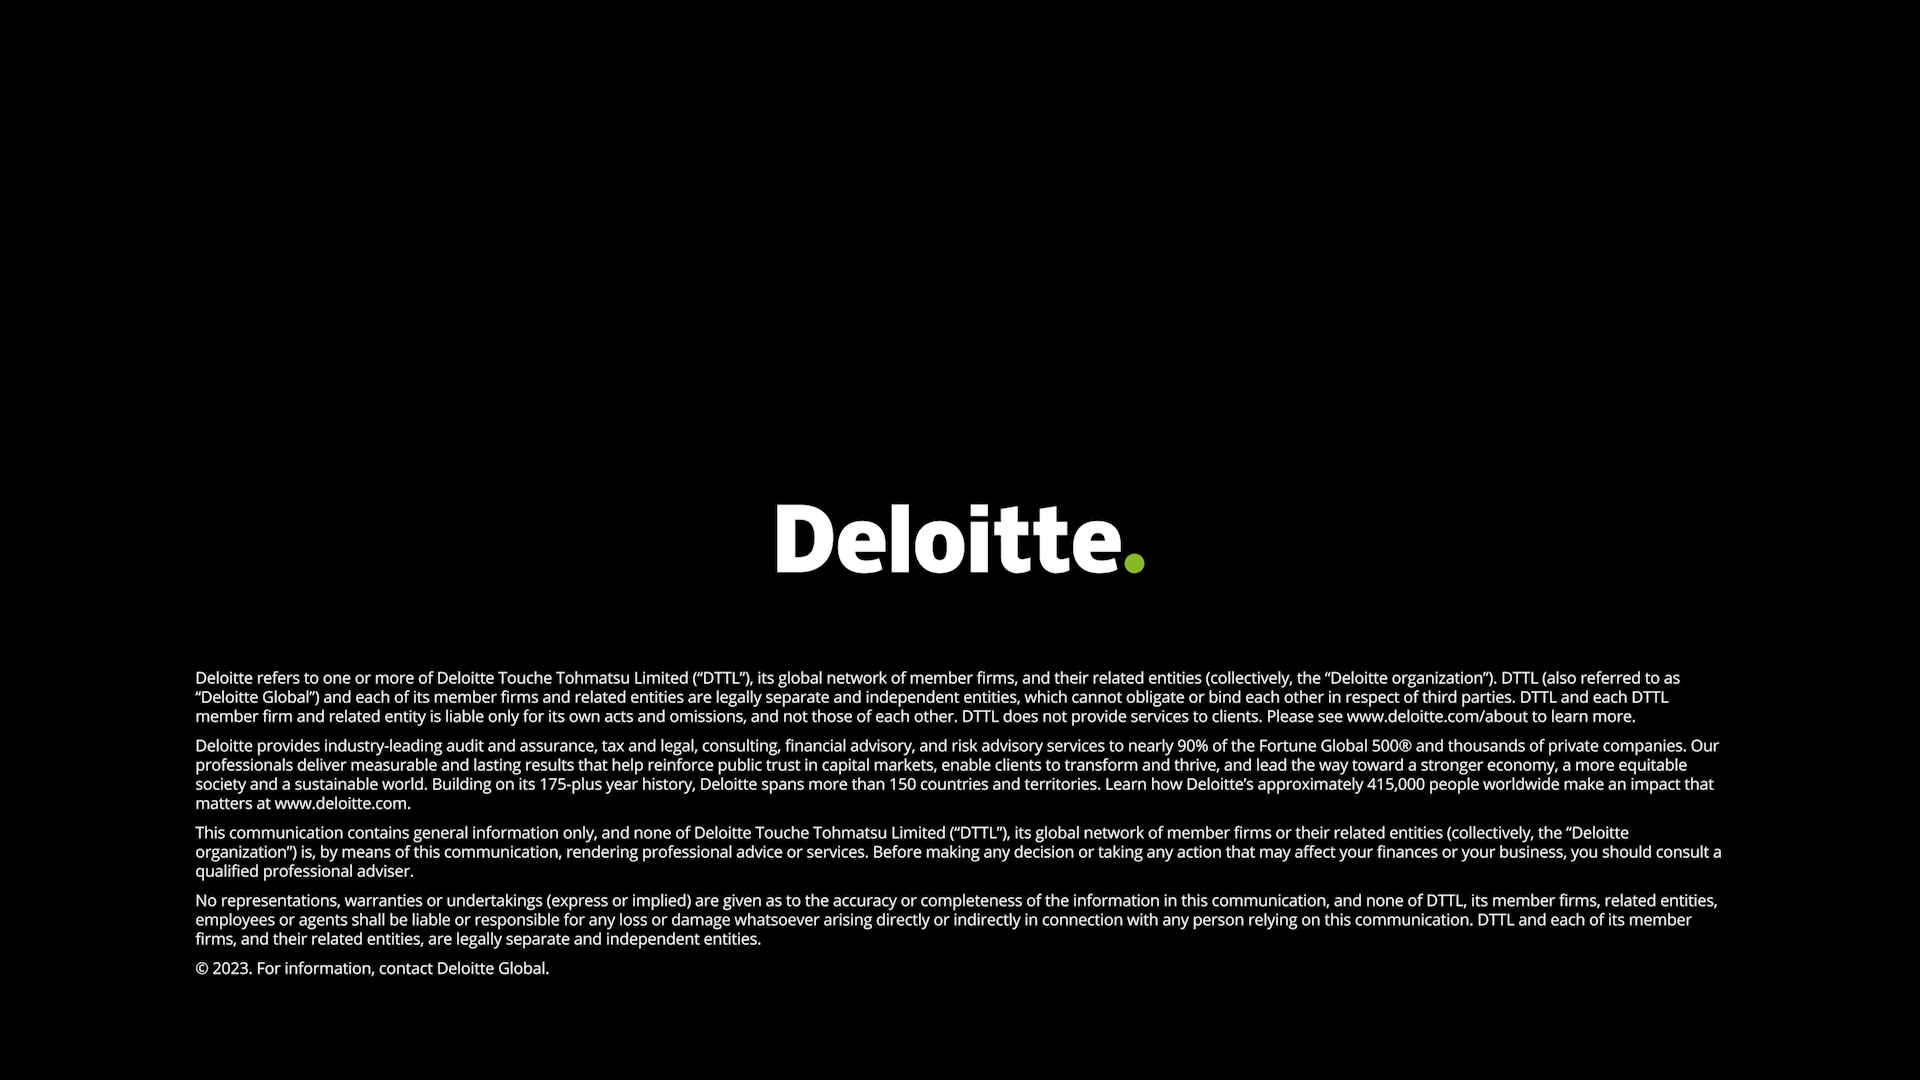 Deloitte.
Deloitte refers to one or more of Deloitte Touche Tohmatsu Limited (“DTTL”), its global network of member firms, and their related entities (collectively, the “Deloitte organization”). DTTL (also referred to as
“Deloitte Global”) and each of its member firms and related entities are legally separate and independent entities, which cannot obligate or bind each other in respect of third parties. DTTL and each DTTL
member firm and related entity is liable only for its own acts and omissions, and not those of each other. DTTL does not provide services to clients. Please see www.deloitte.com/about to learn more.
Deloitte provides industry-leading audit and assurance, tax and legal, consulting, financial advisory, and risk advisory services to nearly 90% of the Fortune Global 500® and thousands of private companies. Our
professionals deliver measurable and lasting results that help reinforce public trust in capital markets, enable clients to transform and thrive, and lead the way toward a stronger economy, a more equitable
society and a sustainable world. Building on its 175-plus year history, Deloitte spans more than 150 countries and territories. Learn how Deloitte’s approximately 415,000 people worldwide make an impact that
matters at www.deloitte.com.
This communication contains general information only, and none of Deloitte Touche Tohmatsu Limited (“DTTL”), its global network of member firms or their related entities (collectively, the “Deloitte
organization”) is, by means of this communication, rendering professional advice or services. Before making any decision or taking any action that may affect your finances or your business, you should consult a
qualified professional adviser.
No representations, warranties or undertakings (express or implied) are given as to the accuracy or completeness of the information in this communication, and none of DTTL, its member firms, related entities,
employees or agents shall be liable or responsible for any loss or damage whatsoever arising directly or indirectly in connection with any person relying on this communication. DTTL and each of its member
firms, and their related entities, are legally separate and independent entities.
© 2023. For information, contact Deloitte Global.